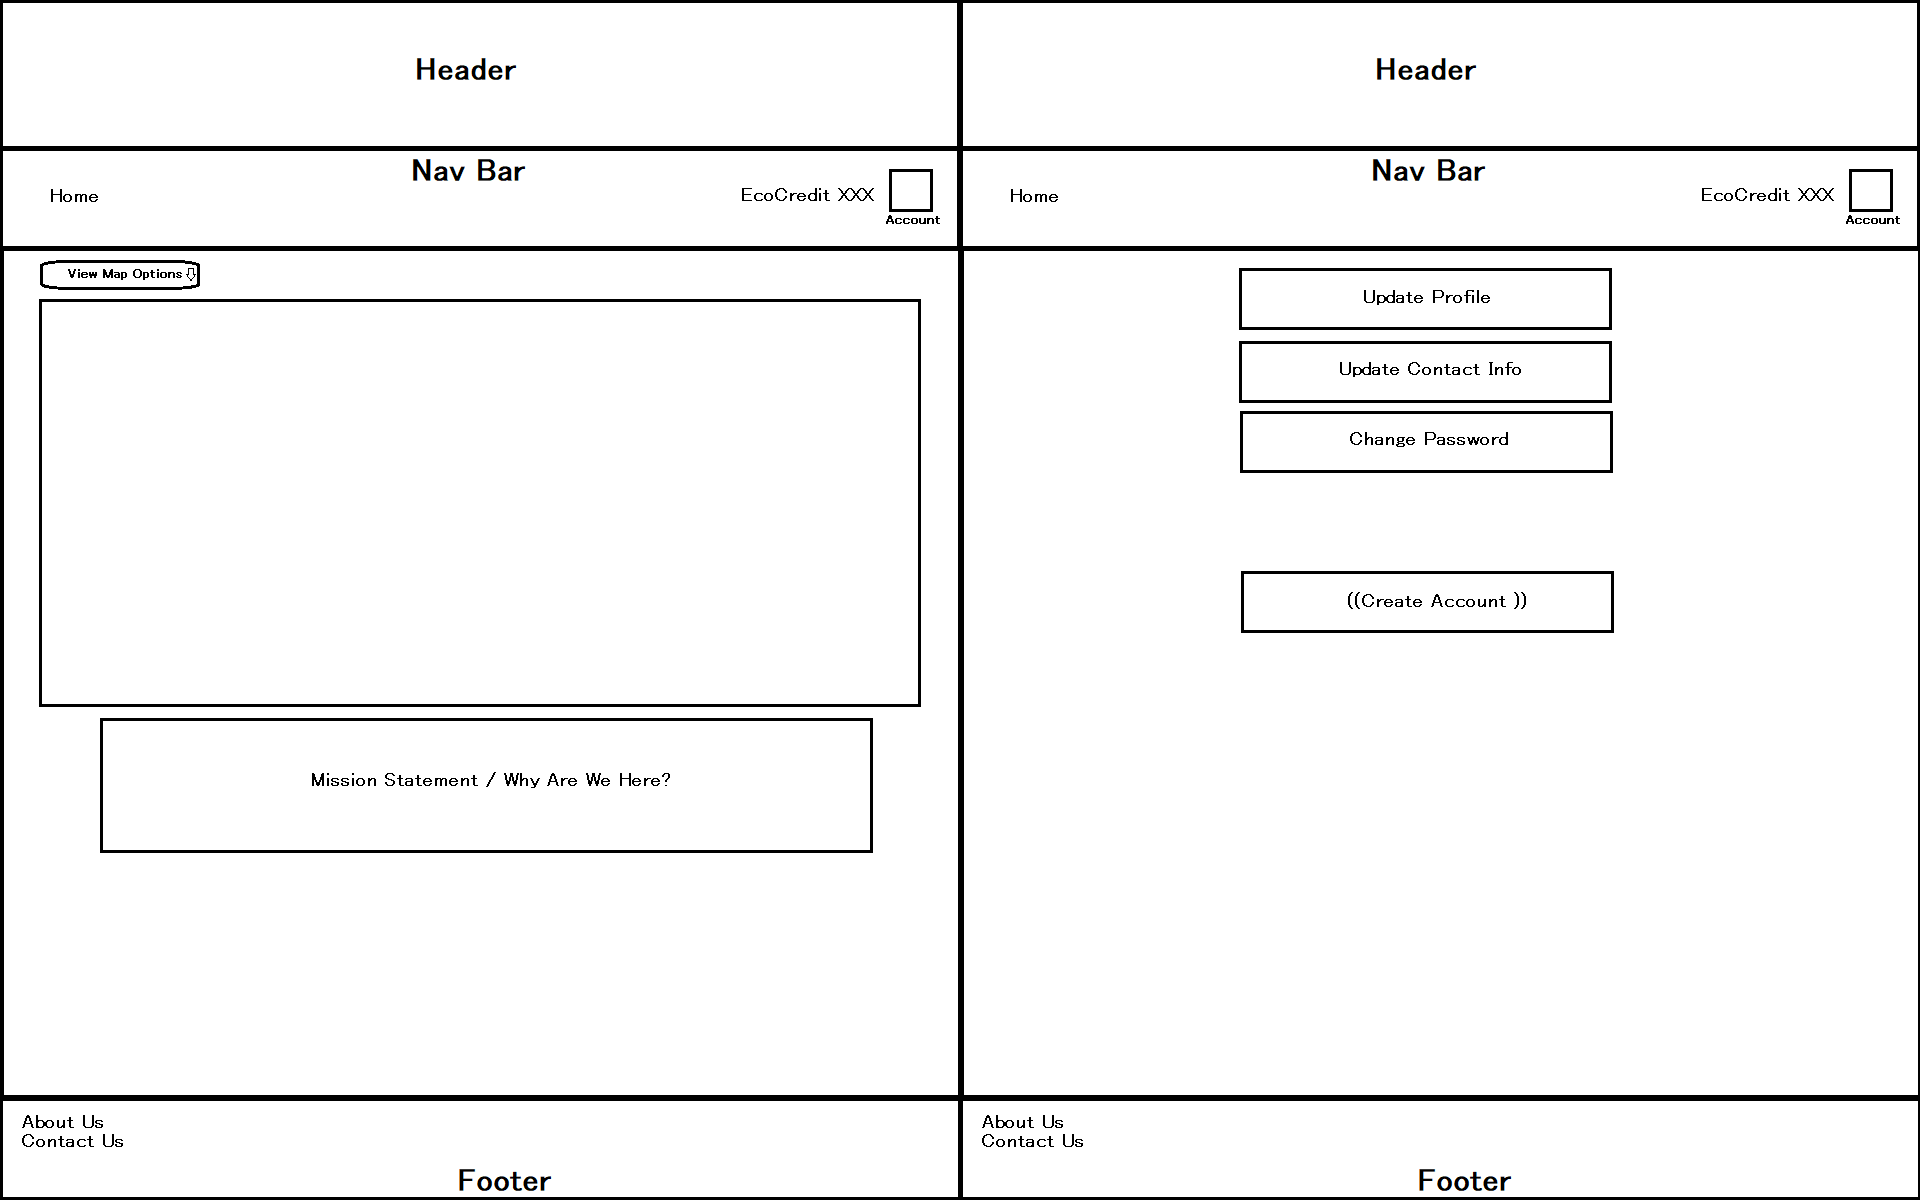 Header
Nav Bar
Home
EcoCredit XXX
Account
View Map Options
Mission Statement / Why Are We Here?
About Us
Contact Us
Footer
Header
Nav Bar
Home
EcoCredit XXX
Account
Update Profile
Update Contact Info
Change Password
((Create Account ))
About Us
Contact Us
Footer